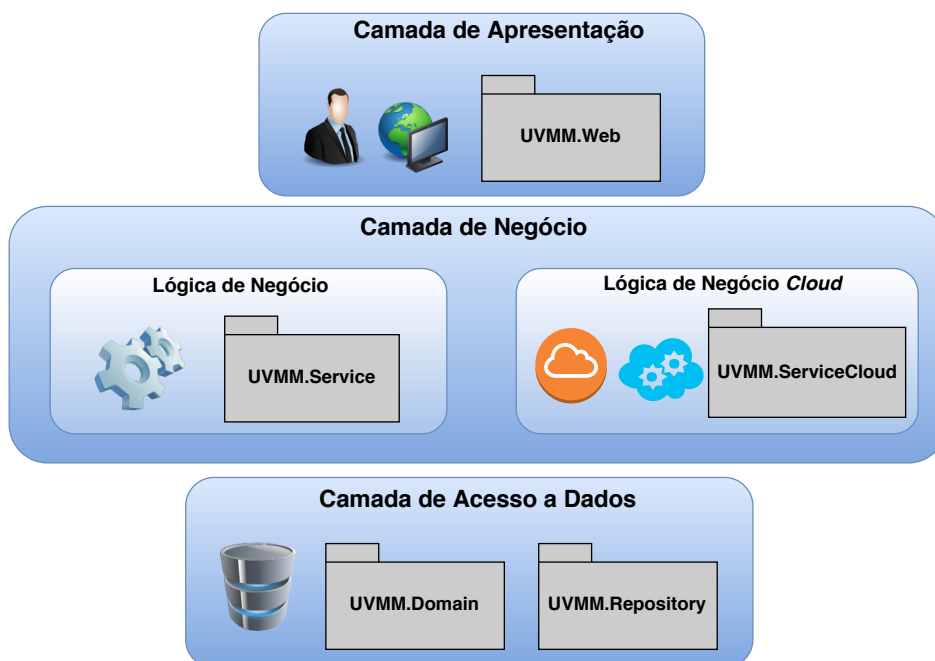 Camada de Apresentação
UVMM.Web
Camada de Negócio
Lógica de Negócio
UVMM.Service
Lógica de Negócio Cloud
UVMM.ServiceCloud
Camada de Acesso a Dados
UVMM.Domain
UVMM.Repository